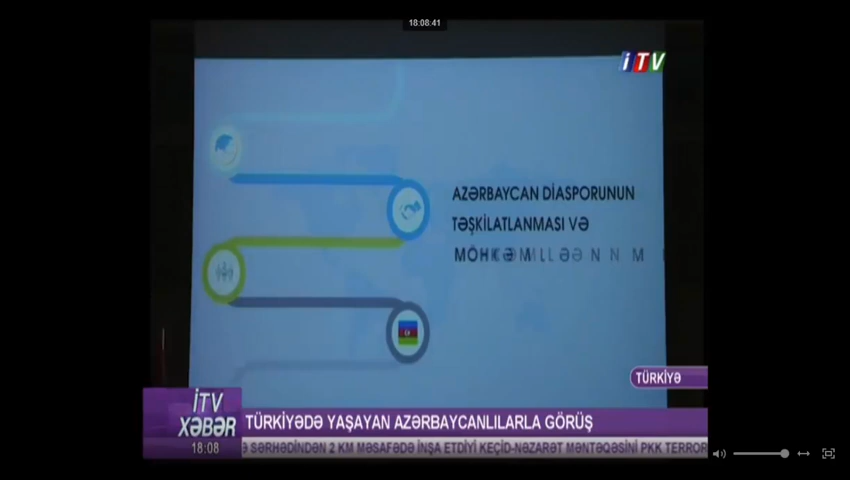 18:08:41
iTV
AZƏRBAYCAN DİASPORUNUN
TƏŞKİLATLANMASI VƏ
TÜRKİYƏ
İTV
XƏBƏR
18:08
TÜRKİYƏDƏ YAŞAYAN AZƏRBAYCANLILARLA GÖRÜŞ
Ə SƏRHƏDİNDƏN 2 KM MƏSAFƏDƏ İNŞA ETDİYİ KEÇİD-NƏZARƏT MƏNTƏQƏSİNİ PKK TERROR